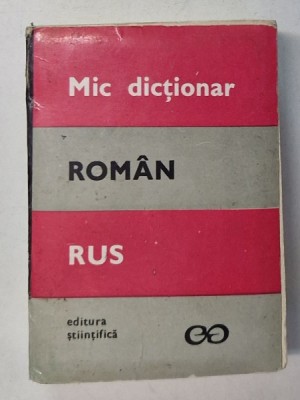 Mic dicționar
ROMÂN
RUS
editura
științifică